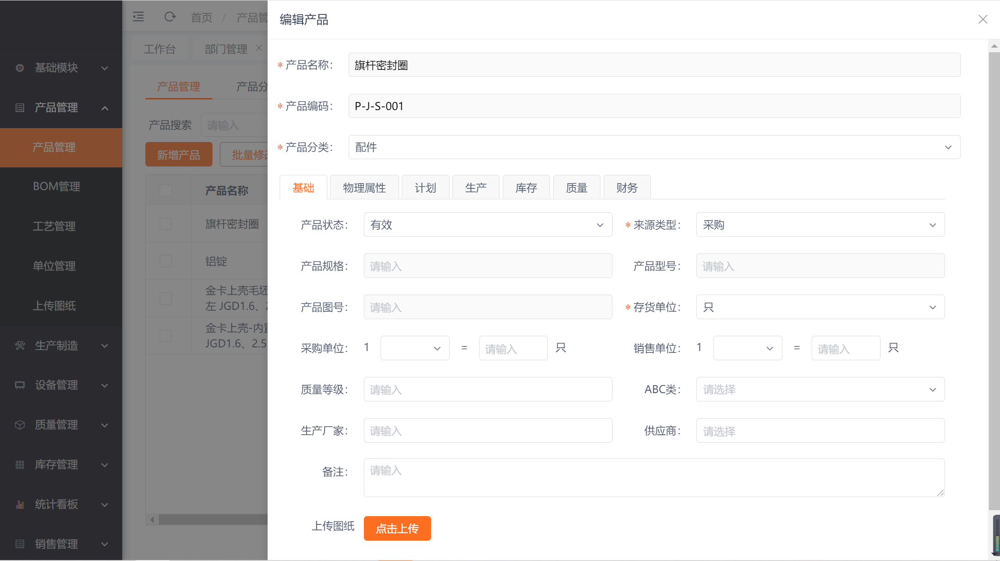 首页 / 产品管
工作台
部门管理
基础模块
产品管理
产品管理
BOM管理
工艺管理
单位管理
上传图纸
生产制造
设备管理
质量管理
库存管理
统计看板
销售管理
产品管理
产品分
产品搜索
请输入
新增产品
批量修改
产品名称
旗杆密封圈
铝锭
金卡上壳毛坯
左 JGD1.6、2
金卡上壳-内置
JGD1.6、2.5
编辑产品
* 产品名称:
旗杆密封圈
* 产品编码:
P-J-S-001
* 产品分类:
配件
基础
物理属性
计划
生产
库存
质量
财务
产品状态:
有效
* 来源类型:
采购
产品规格:
请输入
产品型号:
请输入
产品图号:
请输入
* 存货单位:
只
采购单位: 1 = 请输入 只
销售单位: 1 = 请输入 只
质量等级:
请输入
ABC类:
请选择
生产厂家:
请输入
供应商:
请选择
备注:
请输入
上传图纸
点击上传